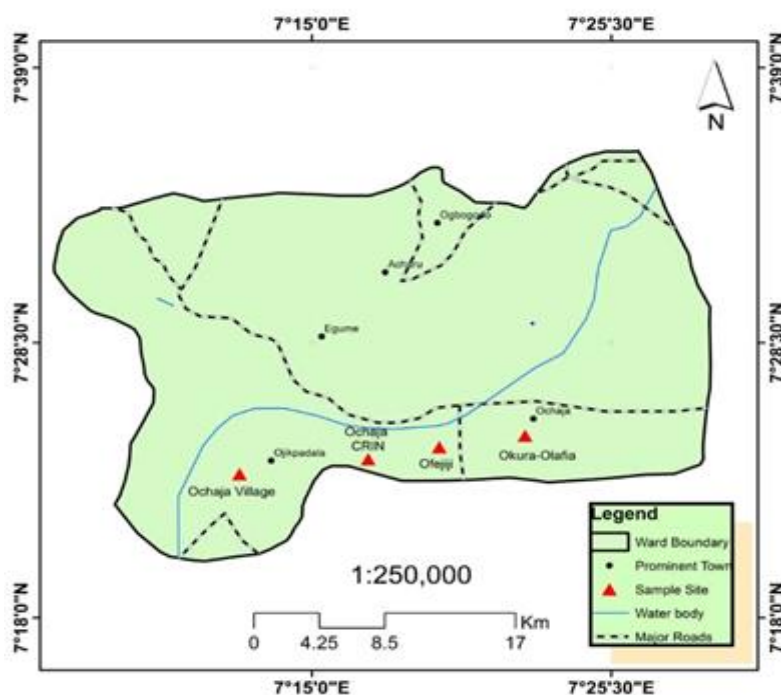 7°15'0"E 7°25'30"E
7°39'0"N 7°39'0"N
N
Ogbogodo
Egume
7°28'30"N 7°28'30"N
Ochaja
Ochaja
CRIN
Ojikpadala
Ofejiji
Okura-Olafia
Ochaja Village
Legend
Ward Boundary
Prominent Town
Sample Site
Water body
Major Roads
1:250,000
Km
0 4.25 8.5 17
7°18'0"N 7°18'0"N
7°15'0"E 7°25'30"E